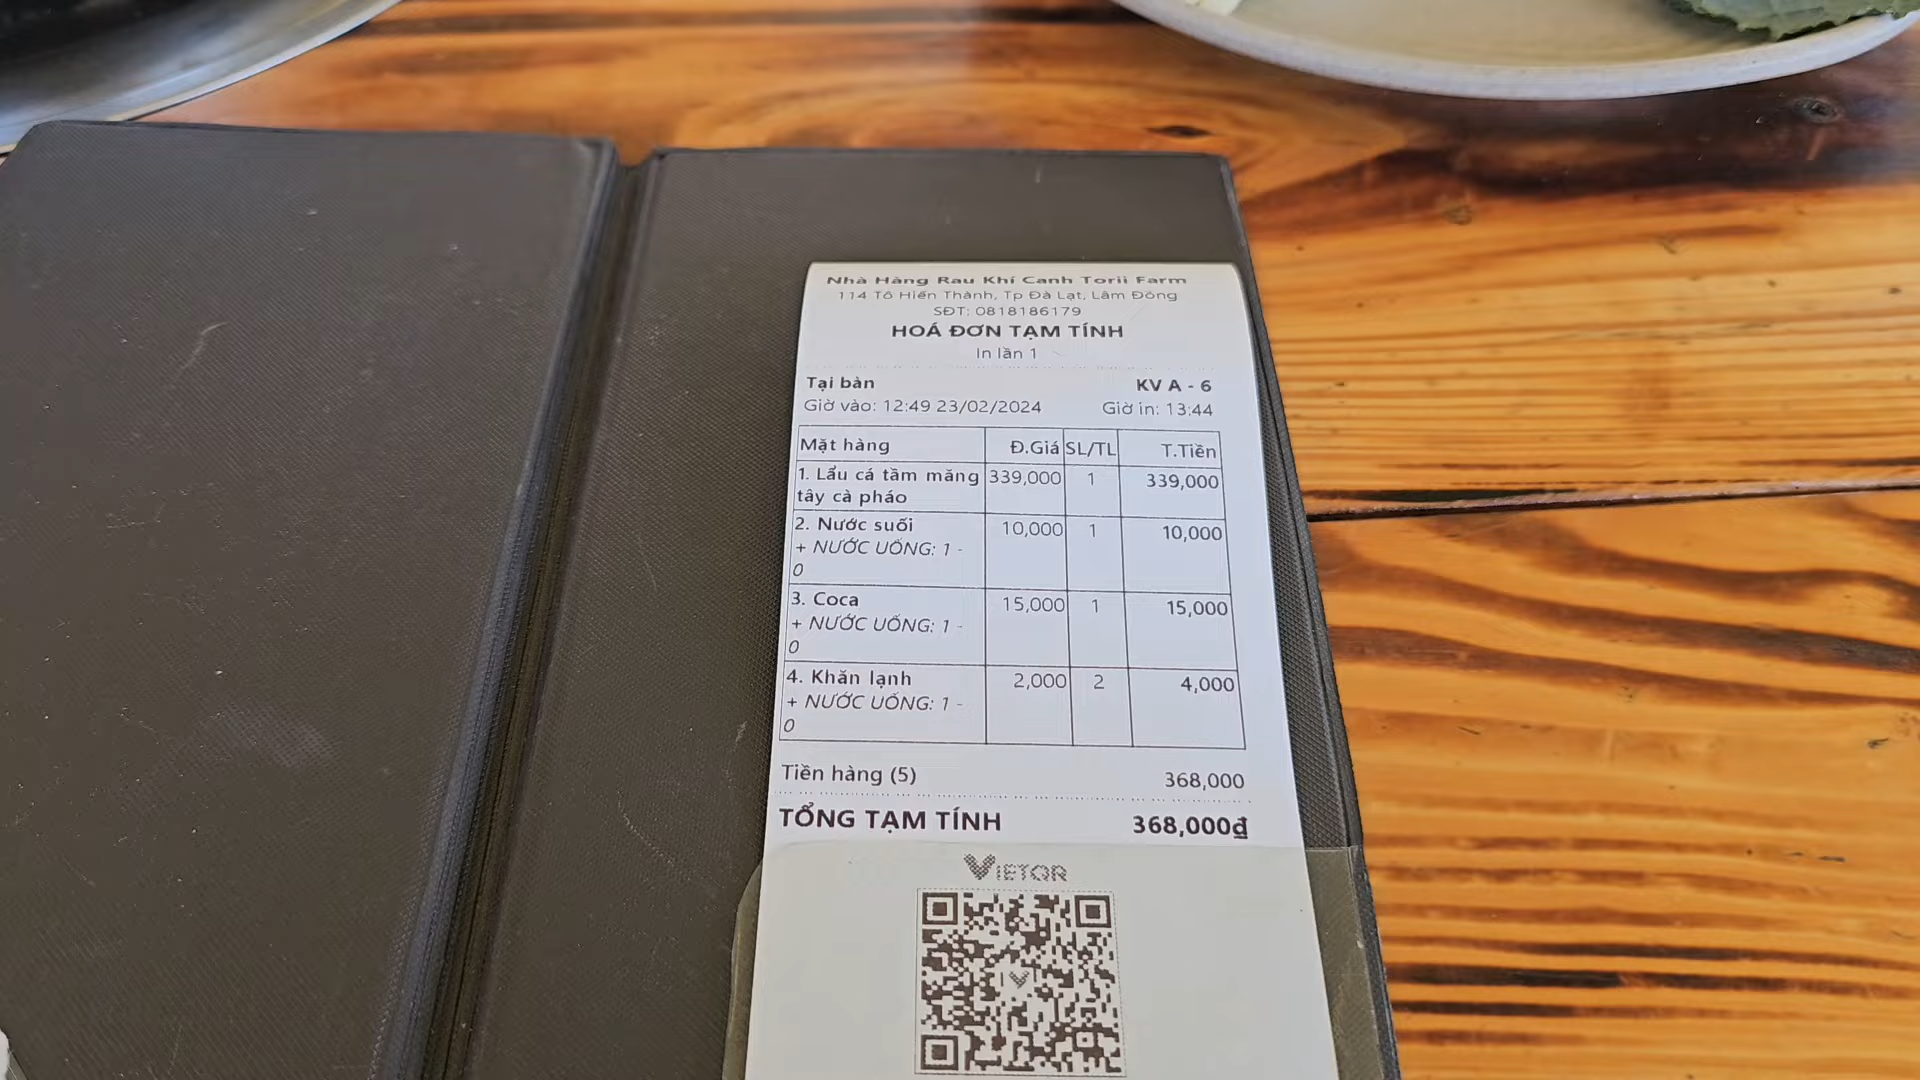 Nhà Hàng Rau Khí Canh Torii Farm
114 Tô Hiến Thành, Tp Đà Lạt, Lâm Đồng
SĐT: 0818186179
HOÁ ĐƠN TẠM TÍNH
In lần 1
Tại bàn KV A - 6
Giờ vào: 12:49 23/02/2024 Giờ in: 13:44
Mặt hàng Đ.Giá SL/TL T.Tiền
1. Lẩu cá tầm măng 339,000 1 339,000
tây cà pháo
2. Nước suối 10,000 1 10,000
+ NƯỚC UỐNG: 1 -
0
3. Coca 15,000 1 15,000
+ NƯỚC UỐNG: 1 -
0
4. Khăn lạnh 2,000 2 4,000
+ NƯỚC UỐNG: 1 -
0
Tiền hàng (5) 368,000
TỔNG TẠM TÍNH 368,000₫
VIETQR